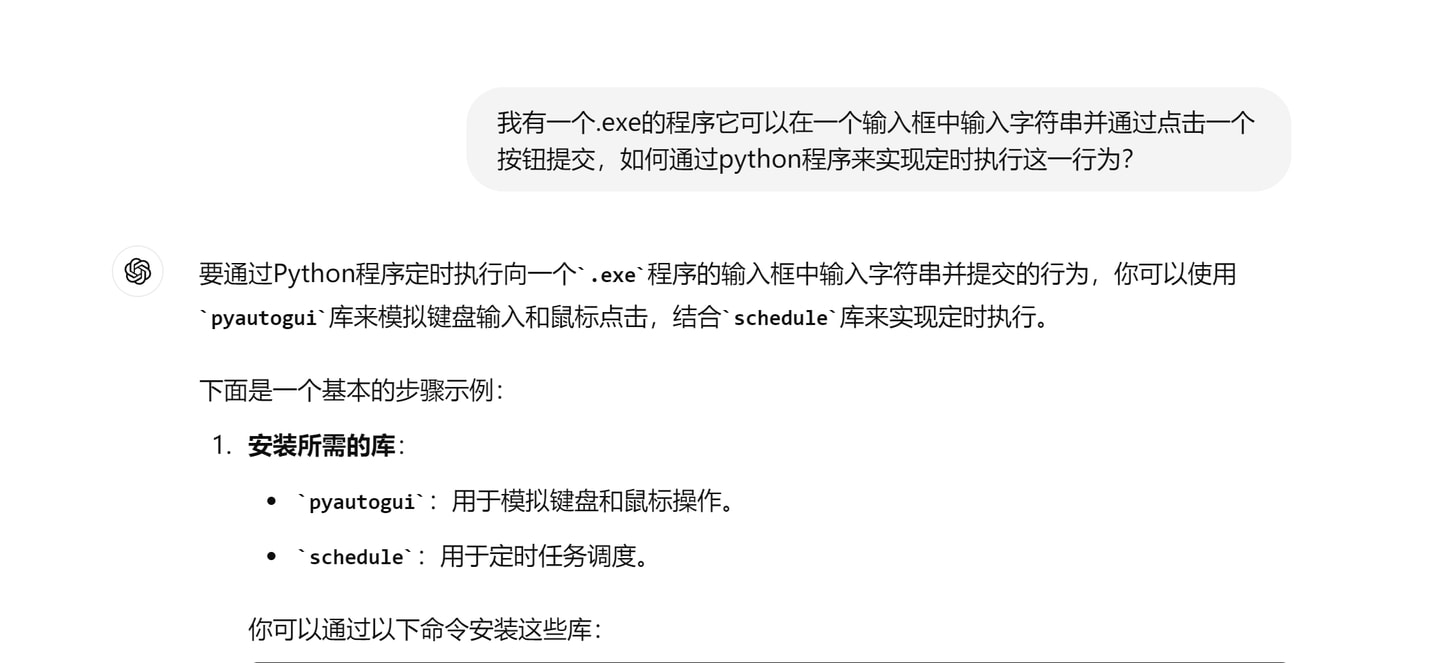 我有一个.exe的程序它可以在一个输入框中输入字符串并通过点击一个
按钮提交，如何通过python程序来实现定时执行这一行为？
要通过Python程序定时执行向一个`.exe`程序的输入框中输入字符串并提交的行为，你可以使用
`pyautogui`库来模拟键盘输入和鼠标点击，结合`schedule`库来实现定时执行。
下面是一个基本的步骤示例：
1. 安装所需的库：
• `pyautogui`：用于模拟键盘和鼠标操作。
• `schedule`：用于定时任务调度。
你可以通过以下命令安装这些库：